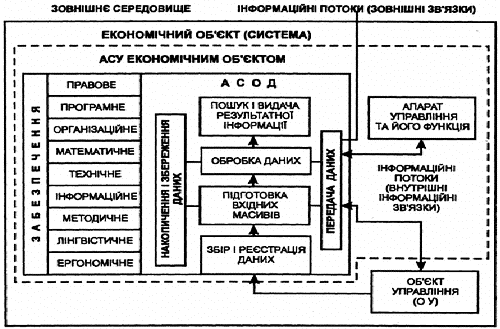 ЗОВНІШНЄ СЕРЕДОВИЩЕ
ІНФОРМАЦІЙНІ ПОТОКИ (ЗОВНІШНІ ЗВ'ЯЗКИ)
ЕКОНОМІЧНИЙ ОБ'ЄКТ (СИСТЕМА)
АСУ ЕКОНОМІЧНИМ ОБ'ЄКТОМ
ЗАБЕЗПЕЧЕННЯ
ПРАВОВЕ
ПРОГРАМНЕ
ОРГАНІЗАЦІЙНЕ
МАТЕМАТИЧНЕ
ТЕХНІЧНЕ
ІНФОРМАЦІЙНЕ
МЕТОДИЧНЕ
ЛІНГВІСТИЧНЕ
ЕРГОНОМІЧНЕ
А С О Д
НАКОПИЧЕННЯ І ЗБЕРЕЖЕННЯ
ДАНИХ
ПОШУК І ВИДАЧА
РЕЗУЛЬТАТНОЇ
ІНФОРМАЦІЇ
ОБРОБКА ДАНИХ
ПІДГОТОВКА
ВХІДНИХ
МАСИВІВ
ЗБІР І РЕЄСТРАЦІЯ
ДАНИХ
ПЕРЕДАЧА ДАНИХ
АПАРАТ
УПРАВЛІННЯ
ТА ЙОГО ФУНКЦІЯ
ІНФОРМАЦІЙНІ
ПОТОКИ
(ВНУТРІШНІ
ІНФОРМАЦІЙНІ
ЗВ'ЯЗКИ)
ОБ'ЄКТ
УПРАВЛІННЯ
(О У)